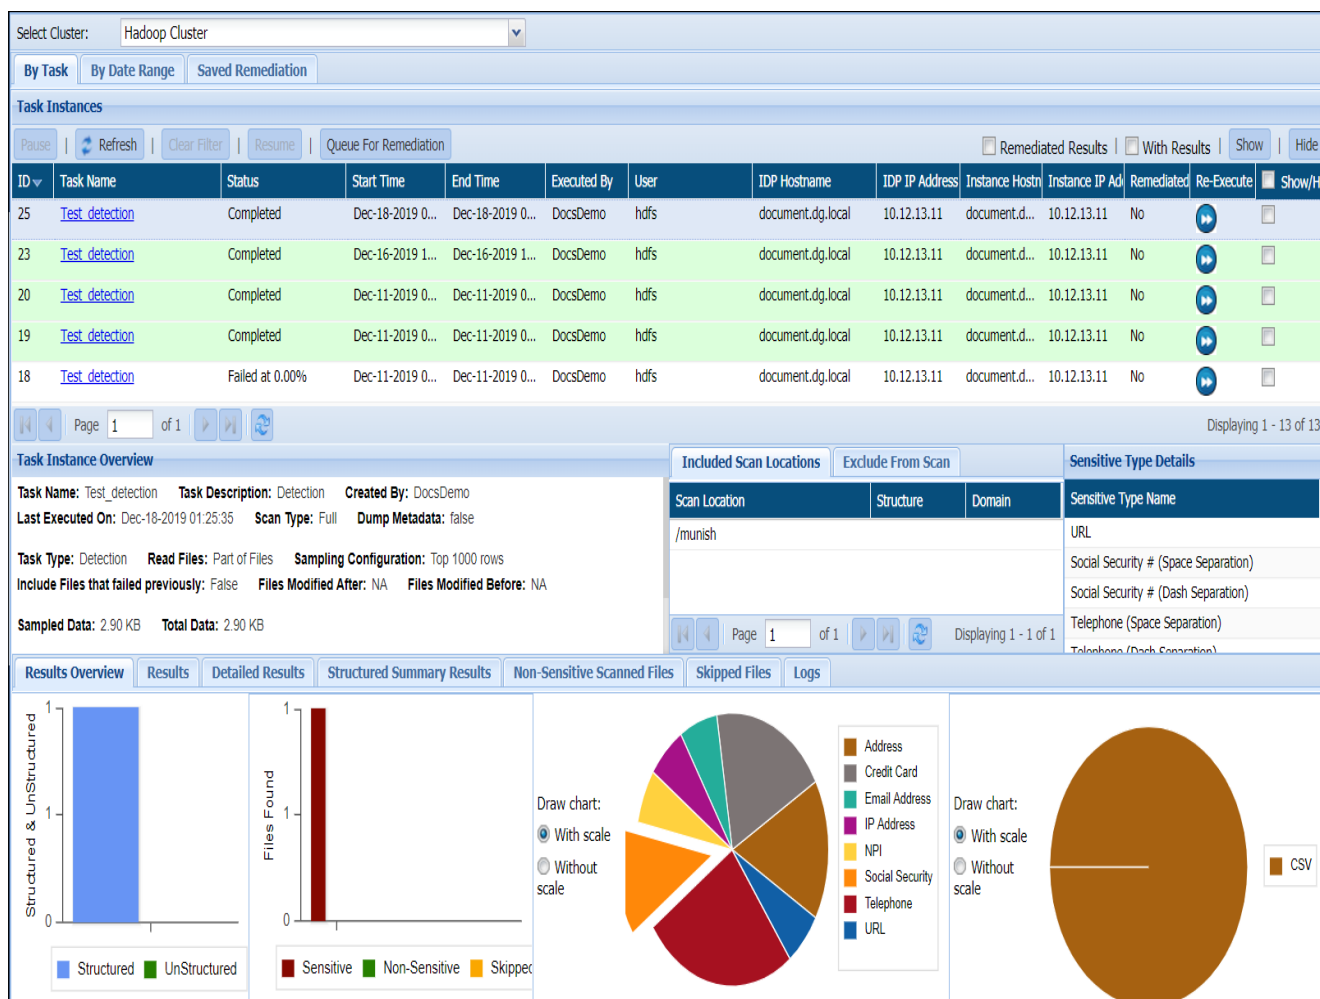 Select Cluster: Hadoop Cluster
By Task By Date Range Saved Remediation
Task Instances
Pause | Refresh | Clear Filter | Resume | Queue For Remediation Remediated Results | With Results | Show | Hide
ID Task Name Status Start Time End Time Executed By User IDP Hostname IDP IP Address Instance Hostn Instance IP Ad Remediated Re-Execute Show/H
25 Test_detection Completed Dec-18-2019 0... Dec-18-2019 0... DocsDemo hdfs document.dg.local 10.12.13.11 document.d... 10.12.13.11 No
23 Test_detection Completed Dec-16-2019 1... Dec-16-2019 1... DocsDemo hdfs document.dg.local 10.12.13.11 document.d... 10.12.13.11 No
20 Test_detection Completed Dec-11-2019 0... Dec-11-2019 0... DocsDemo hdfs document.dg.local 10.12.13.11 document.d... 10.12.13.11 No
19 Test_detection Completed Dec-11-2019 0... Dec-11-2019 0... DocsDemo hdfs document.dg.local 10.12.13.11 document.d... 10.12.13.11 No
18 Test_detection Failed at 0.00% Dec-11-2019 0... Dec-11-2019 0... DocsDemo hdfs document.dg.local 10.12.13.11 document.d... 10.12.13.11 No
Page 1 of 1 Displaying 1 - 13 of 13
Task Instance Overview
Task Name: Test_detection Task Description: Detection Created By: DocsDemo
Last Executed On: Dec-18-2019 01:25:35 Scan Type: Full Dump Metadata: false
Task Type: Detection Read Files: Part of Files Sampling Configuration: Top 1000 rows
Include Files that failed previously: False Files Modified After: NA Files Modified Before: NA
Sampled Data: 2.90 KB Total Data: 2.90 KB
Included Scan Locations Exclude From Scan
Scan Location Structure Domain
/munish
Page 1 of 1 Displaying 1 - 1 of 1
Sensitive Type Details
Sensitive Type Name
URL
Social Security # (Space Separation)
Social Security # (Dash Separation)
Telephone (Space Separation)
Telephone (Dash Separation)
Results Overview Results Detailed Results Structured Summary Results Non-Sensitive Scanned Files Skipped Files Logs
Structured & UnStructured
1
1
0
Structured UnStructured
Files Found
1
1
0
Sensitive Non-Sensitive Skipped
Draw chart:
With scale
Without
scale
Address
Credit Card
Email Address
IP Address
NPI
Social Security
Telephone
URL
Draw chart:
With scale
Without
scale
CSV